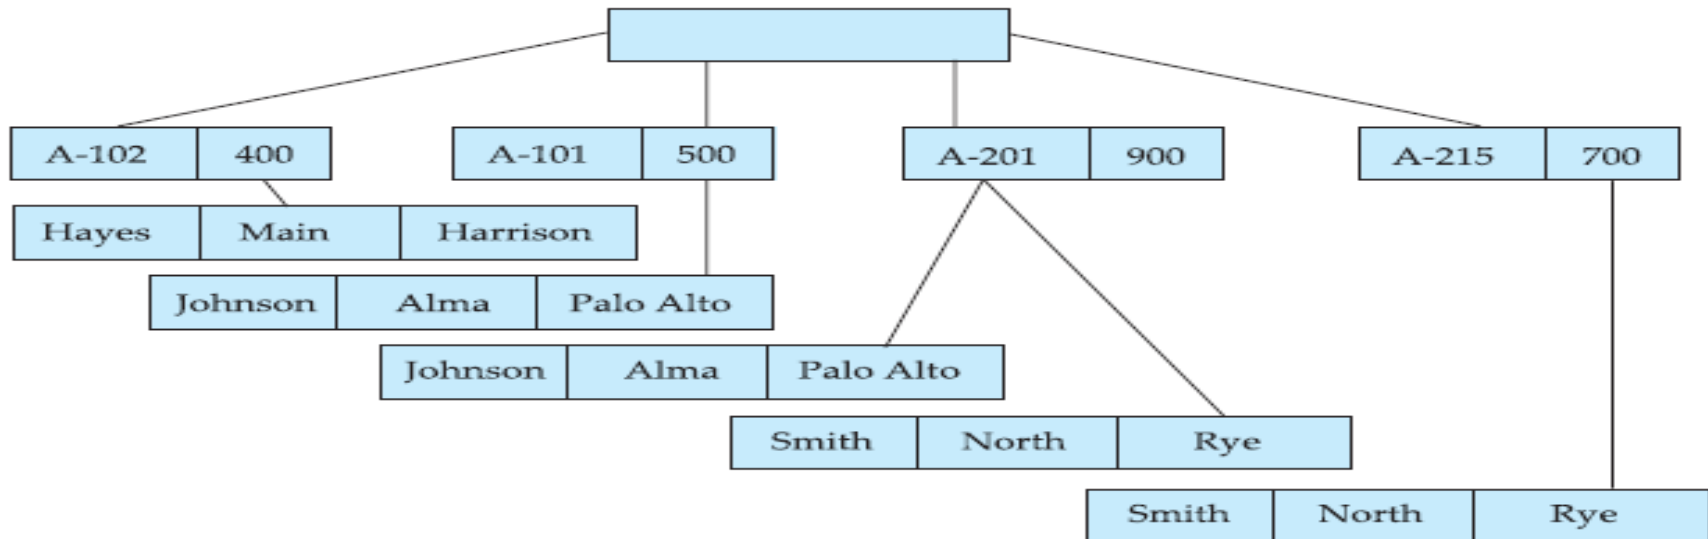 A-102 400 A-101 500 A-201 900 A-215 700
Hayes Main Harrison
Johnson Alma Palo Alto
Johnson Alma Palo Alto
Smith North Rye
Smith North Rye